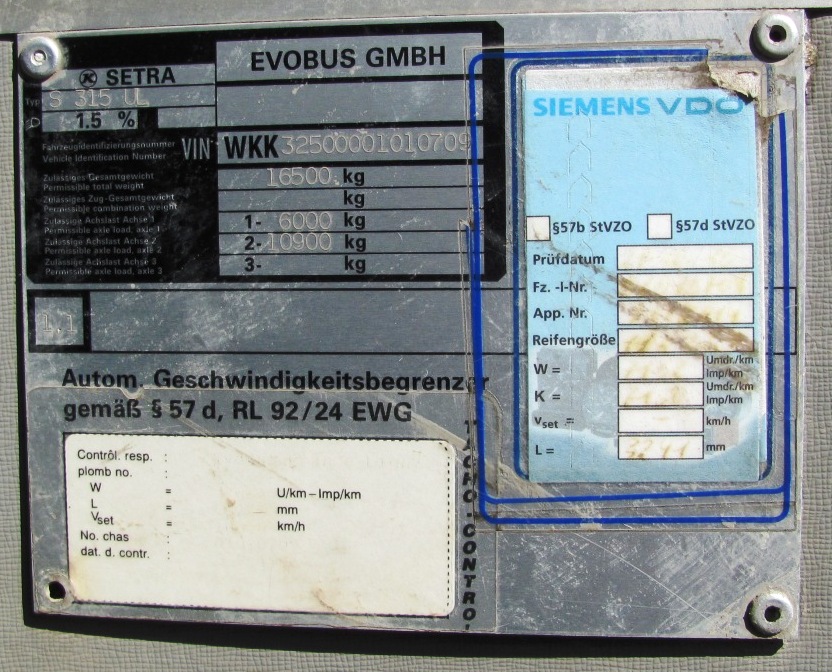 EVOBUS GMBH
K SETRA
Typ S 315 UL
1.5 %
Fahrzeugidentifizierungsnummer
Vehicle Identification Number
VIN WKK32500001010709
Zulässiges Gesamtgewicht
Permissible total weight
16500 kg
Zulässiges Zug-Gesamtgewicht
Permissible combination weight
kg
Zulässige Achslast Achse 1
Permissible axle load, axle 1
1- 6000 kg
Zulässige Achslast Achse 2
Permissible axle load, axle 2
2- 10900 kg
Zulässige Achslast Achse 3
Permissible axle load, axle 3
3- kg
1.1
Autom. Geschwindigkeitsbegrenzer
gemäß § 57 d, RL 92/24 EWG
Contrôl. resp. :
plomb no. :
W = U/km – Imp/km
L = mm
Vset = km/h
No. chas :
dat. d. contr. :
TACHO-CONTROL
SIEMENS VDO
§57b StVZO §57d StVZO
Prüfdatum
Fz. -I-Nr.
App. Nr.
Reifengröße
W = Umdr./km
Imp/km
K = Umdr./km
Imp/km
Vset = km/h
L = mm